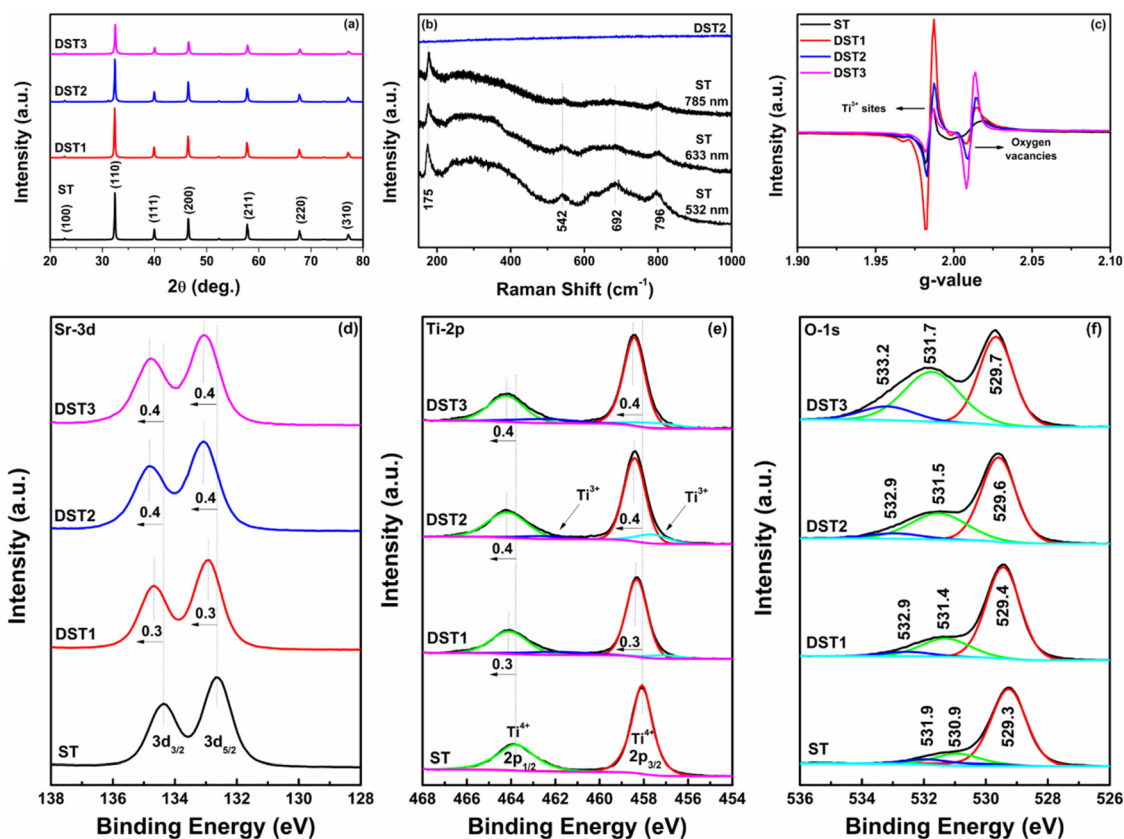 (a)
DST3
DST2
DST1
ST
(100)
(110)
(111)
(200)
(211)
(220)
(310)
20 30 40 50 60 70 80
2θ (deg.)
Intensity (a.u.)
(b)
DST2
ST
785 nm
ST
633 nm
ST
532 nm
175
542
692
796
200 400 600 800 1000
Raman Shift (cm⁻¹)
Intensity (a.u.)
(c)
ST
DST1
DST2
DST3
Ti³⁺ sites
Oxygen
vacancies
1.90 1.95 2.00 2.05 2.10
g-value
Intensity (a.u.)
Sr-3d
(d)
DST3
0.4
0.4
DST2
0.4
0.4
DST1
0.3
0.3
ST
3d3/2
3d5/2
138 136 134 132 130 128
Binding Energy (eV)
Intensity (a.u.)
Ti-2p
(e)
DST3
0.4
0.4
Ti³⁺
Ti³⁺
DST2
0.4
0.4
DST1
0.3
0.3
ST
Ti⁴⁺
2p1/2
Ti⁴⁺
2p3/2
468 466 464 462 460 458 456 454
Binding Energy (eV)
Intensity (a.u.)
O-1s
(f)
533.2
531.7
529.7
DST3
532.9
531.5
529.6
DST2
532.9
531.4
529.4
DST1
531.9
530.9
529.3
ST
536 534 532 530 528 526
Binding Energy (eV)
Intensity (a.u.)